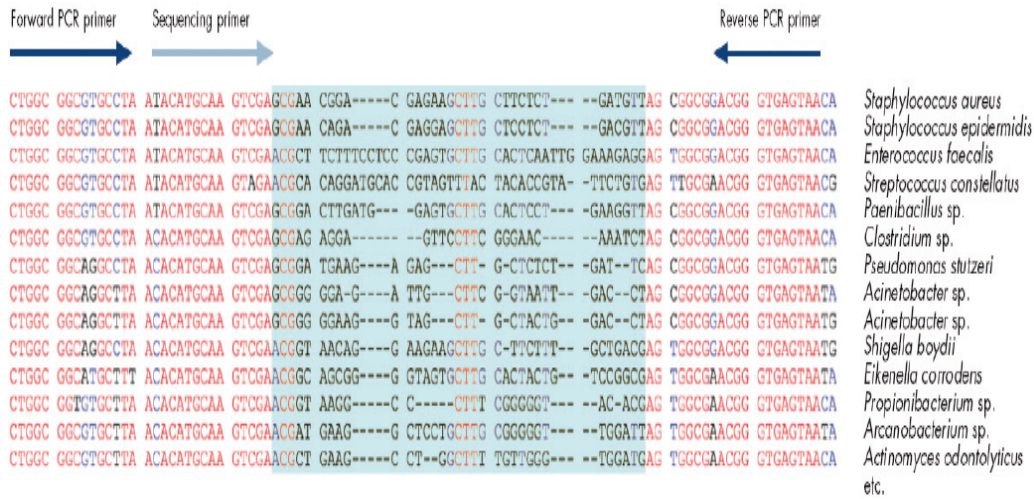 Forward PCR primer Sequencing primer Reverse PCR primer
CTGGC GGCGTGCCTA ATACATGCAA GTCGAGCGAA CGGA-----C GAGAAGCTTG CTTCTCT----GATGTTAG CGGCGGACGG GTGAGTAACA Staphylococcus aureus
CTGGC GGCGTGCCTA ATACATGCAA GTCGAGCGAA CAGA-----C GAGGAGCTTG CTCCTCT----GACGTTAG CGGCGGACGG GTGAGTAACA Staphylococcus epidermidis
CTGGC GGCGTGCCTA ATACATGCAA GTCGAACGCT TCTTTCCTCC CGAGTGCTTG CACTCAATTG GAAAGAGGAG TGGCGGACGG GTGAGTAACA Enterococcus faecalis
CTGGC GGCGTGCCTA ATACATGCAA GTAGAACGCA CAGGATGCAC CGTAGTTTAC TACACCGTA--TTCTGTGAG TTGCGAACGG GTGAGTAACG Streptococcus constellatus
CTGGC GGCGTGCCTA ATACATGCAA GTCGAGCGGA CTTGATG----GAGTGCTTG CACTCCT----GAAGGTTAG CGGCGGACGG GTGAGTAACA Paenibacillus sp.
CTGGC GGCGTGCCTA ACACATGCAA GTCGAGCGAG AGGA-------GTTCCTTC GGGAAC------AAATCTAG CGGCGGACGG GTGAGTAACA Clostridium sp.
CTGGC GGCAGGCCTA ACACATGCAA GTCGAGCGGA TGAAG----A GAG---CTT-G-CTCTCT----GAT--TCAG CGGCGGACGG GTGAGTAATG Pseudomonas stutzeri
CTGGC GGCAGGCTTA ACACATGCAA GTCGAGCGGG GGA-G----A TTG---CTTC G-GTAATT----GAC--CTAG CGGCGGACGG GTGAGTAATA Acinetobacter sp.
CTGGC GGCAGGCTTA ACACATGCAA GTCGAGCGGG GGAAG----G TAG---CTT-G-CTACTG----GAC--CTAG CGGCGGACGG GTGAGTAATG Acinetobacter sp.
CTGGC GGCAGGCCTA ACACATGCAA GTCGAACGGT AACAG----G AAGAAGCTTG C-TTCTTT----GCTGACGAG TGGCGGACGG GTGAGTAATG Shigella boydii
CTGGC GGCATGCTTT ACACATGCAA GTCGAACGGC AGCGG----G GGTAGTGCTTG CACTACTG----TCCGGCGAG TGGCGAACGG GTGAGTAATA Eikenella corrodens
CTGGC GGTGTGCTTA ACACATGCAA GTCGAACGGT AAGG-----C CC-----CTTT CGGGGGT-----AC-ACGAG TGGCGAACGG GTGAGTAACA Propionibacterium sp.
CTGGC GGCGTGCTTA ACACATGCAA GTCGAACGAT GAAG-----G CTCCTGCTTG CGGGGGT-----TGGATTAG TGGCGAACGG GTGAGTAATA Arcanobacterium sp.
CTGGC GGCGTGCTTA ACACATGCAA GTCGAACGCT GAAG-----C CT--GGCTTT TGTTGGG-----TGGATGAG TGGCGAACGG GTGAGTAACA Actinomyces odontolyticus
etc.